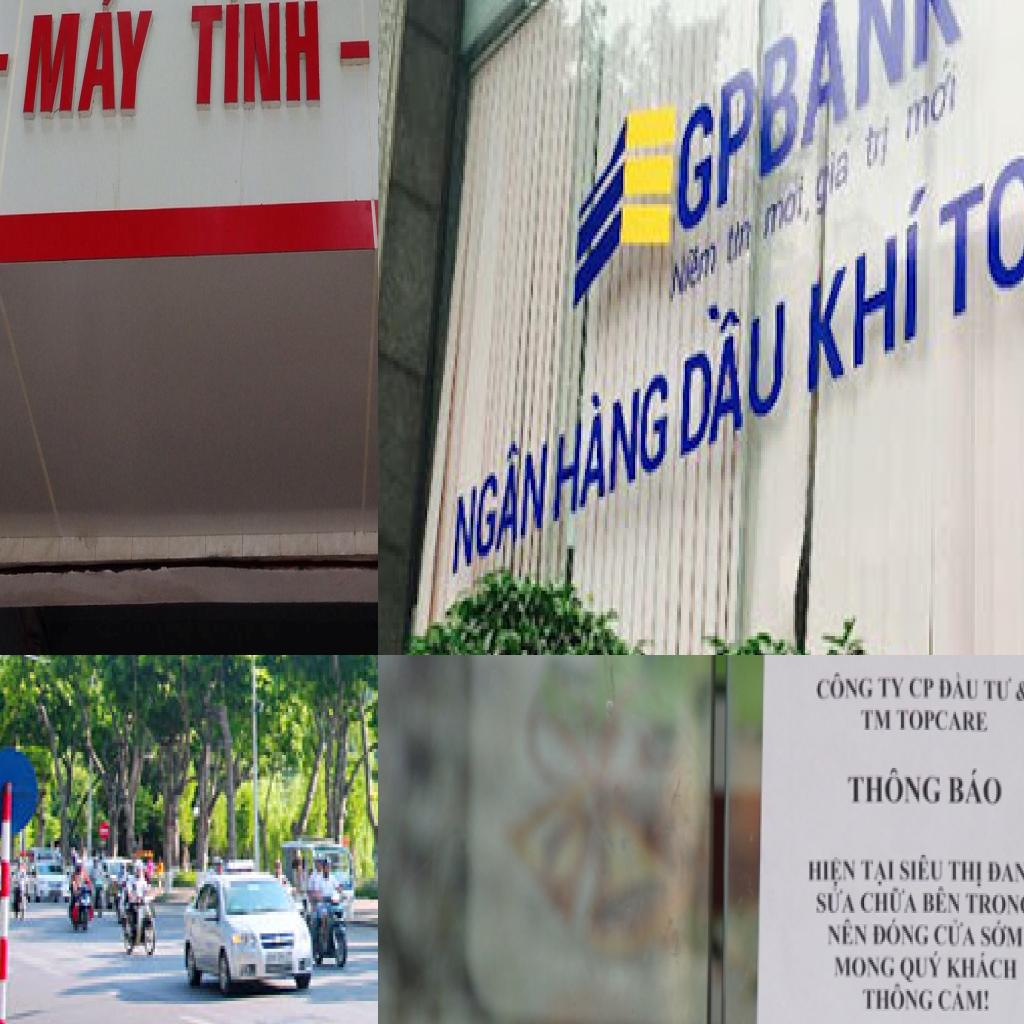 - MÁY TÍNH -
GPBANK
Niềm tin mới, giá trị mới
NGÂN HÀNG DẦU KHÍ TO
CÔNG TY CP ĐẦU TƯ &
TM TOPCARE
THÔNG BÁO
HIỆN TẠI SIÊU THỊ ĐAN
SỬA CHỮA BÊN TRONG
NÊN ĐÓNG CỬA SỚM
MONG QUÝ KHÁCH
THÔNG CẢM!